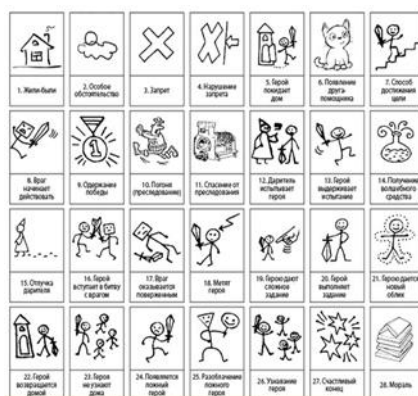 1. Жили-были
2. Особое
обстоятельство
3. Запрет
4. Нарушение
запрета
5. Герой
покидает
дом
6. Появление
друга-
помощника
7. Способ
достижения
цели
8. Враг
начинает
действовать
1
9. Одержание
победы
10. Погоня
(преследование)
11. Спасение от
преследования
12. Даритель
испытывает
героя
13. Герой
выдерживает
испытание
14. Получение
волшебного
средства
15. Отлучка
дарителя
16. Герой
вступает в битву
с врагом
17. Враг
оказывается
поверженным
18. Метят
героя
19. Герою дают
сложное
задание
20. Герой
выполняет
задание
21. Герою дается
новый
облик
22. Герой
возвращается
домой
23. Героя
не узнают
дома
24. Появляется
ложный
герой
25. Разоблачение
ложного
героя
26. Узнавание
героя
27. Счастливый
конец
28. Мораль